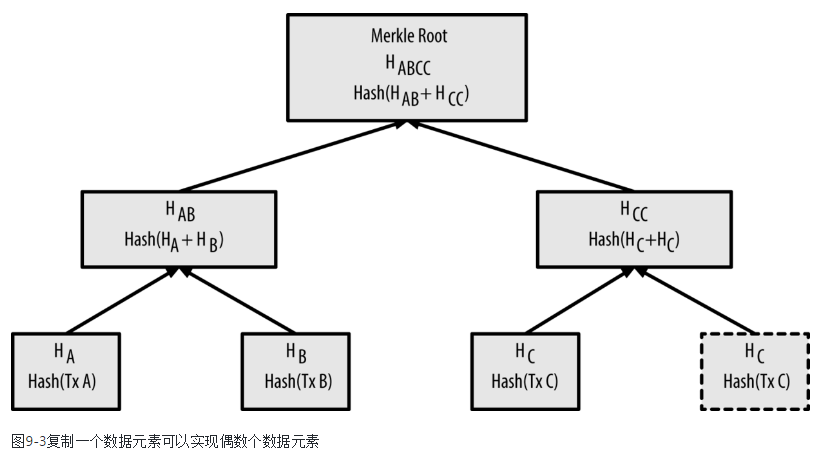 Merkle Root
H ABCC
Hash(H AB + H CC)
H AB
Hash(H A + H B)
H CC
Hash(H C+H C)
H A
Hash(Tx A)
H B
Hash(Tx B)
H C
Hash(Tx C)
H C
Hash(Tx C)
图9-3复制一个数据元素可以实现偶数个数据元素